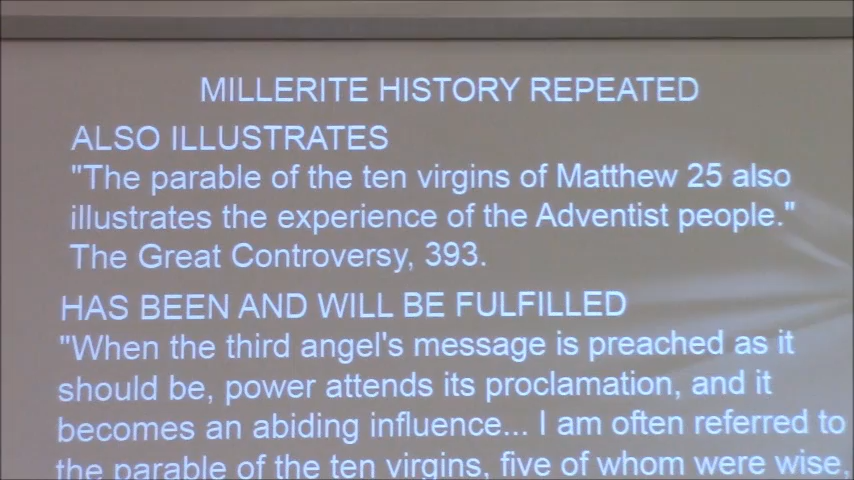 MILLERITE HISTORY REPEATED
ALSO ILLUSTRATES
"The parable of the ten virgins of Matthew 25 also
illustrates the experience of the Adventist people."
The Great Controversy, 393.
HAS BEEN AND WILL BE FULFILLED
"When the third angel's message is preached as it
should be, power attends its proclamation, and it
becomes an abiding influence... I am often referred to
the parable of the ten virgins, five of whom were wise,